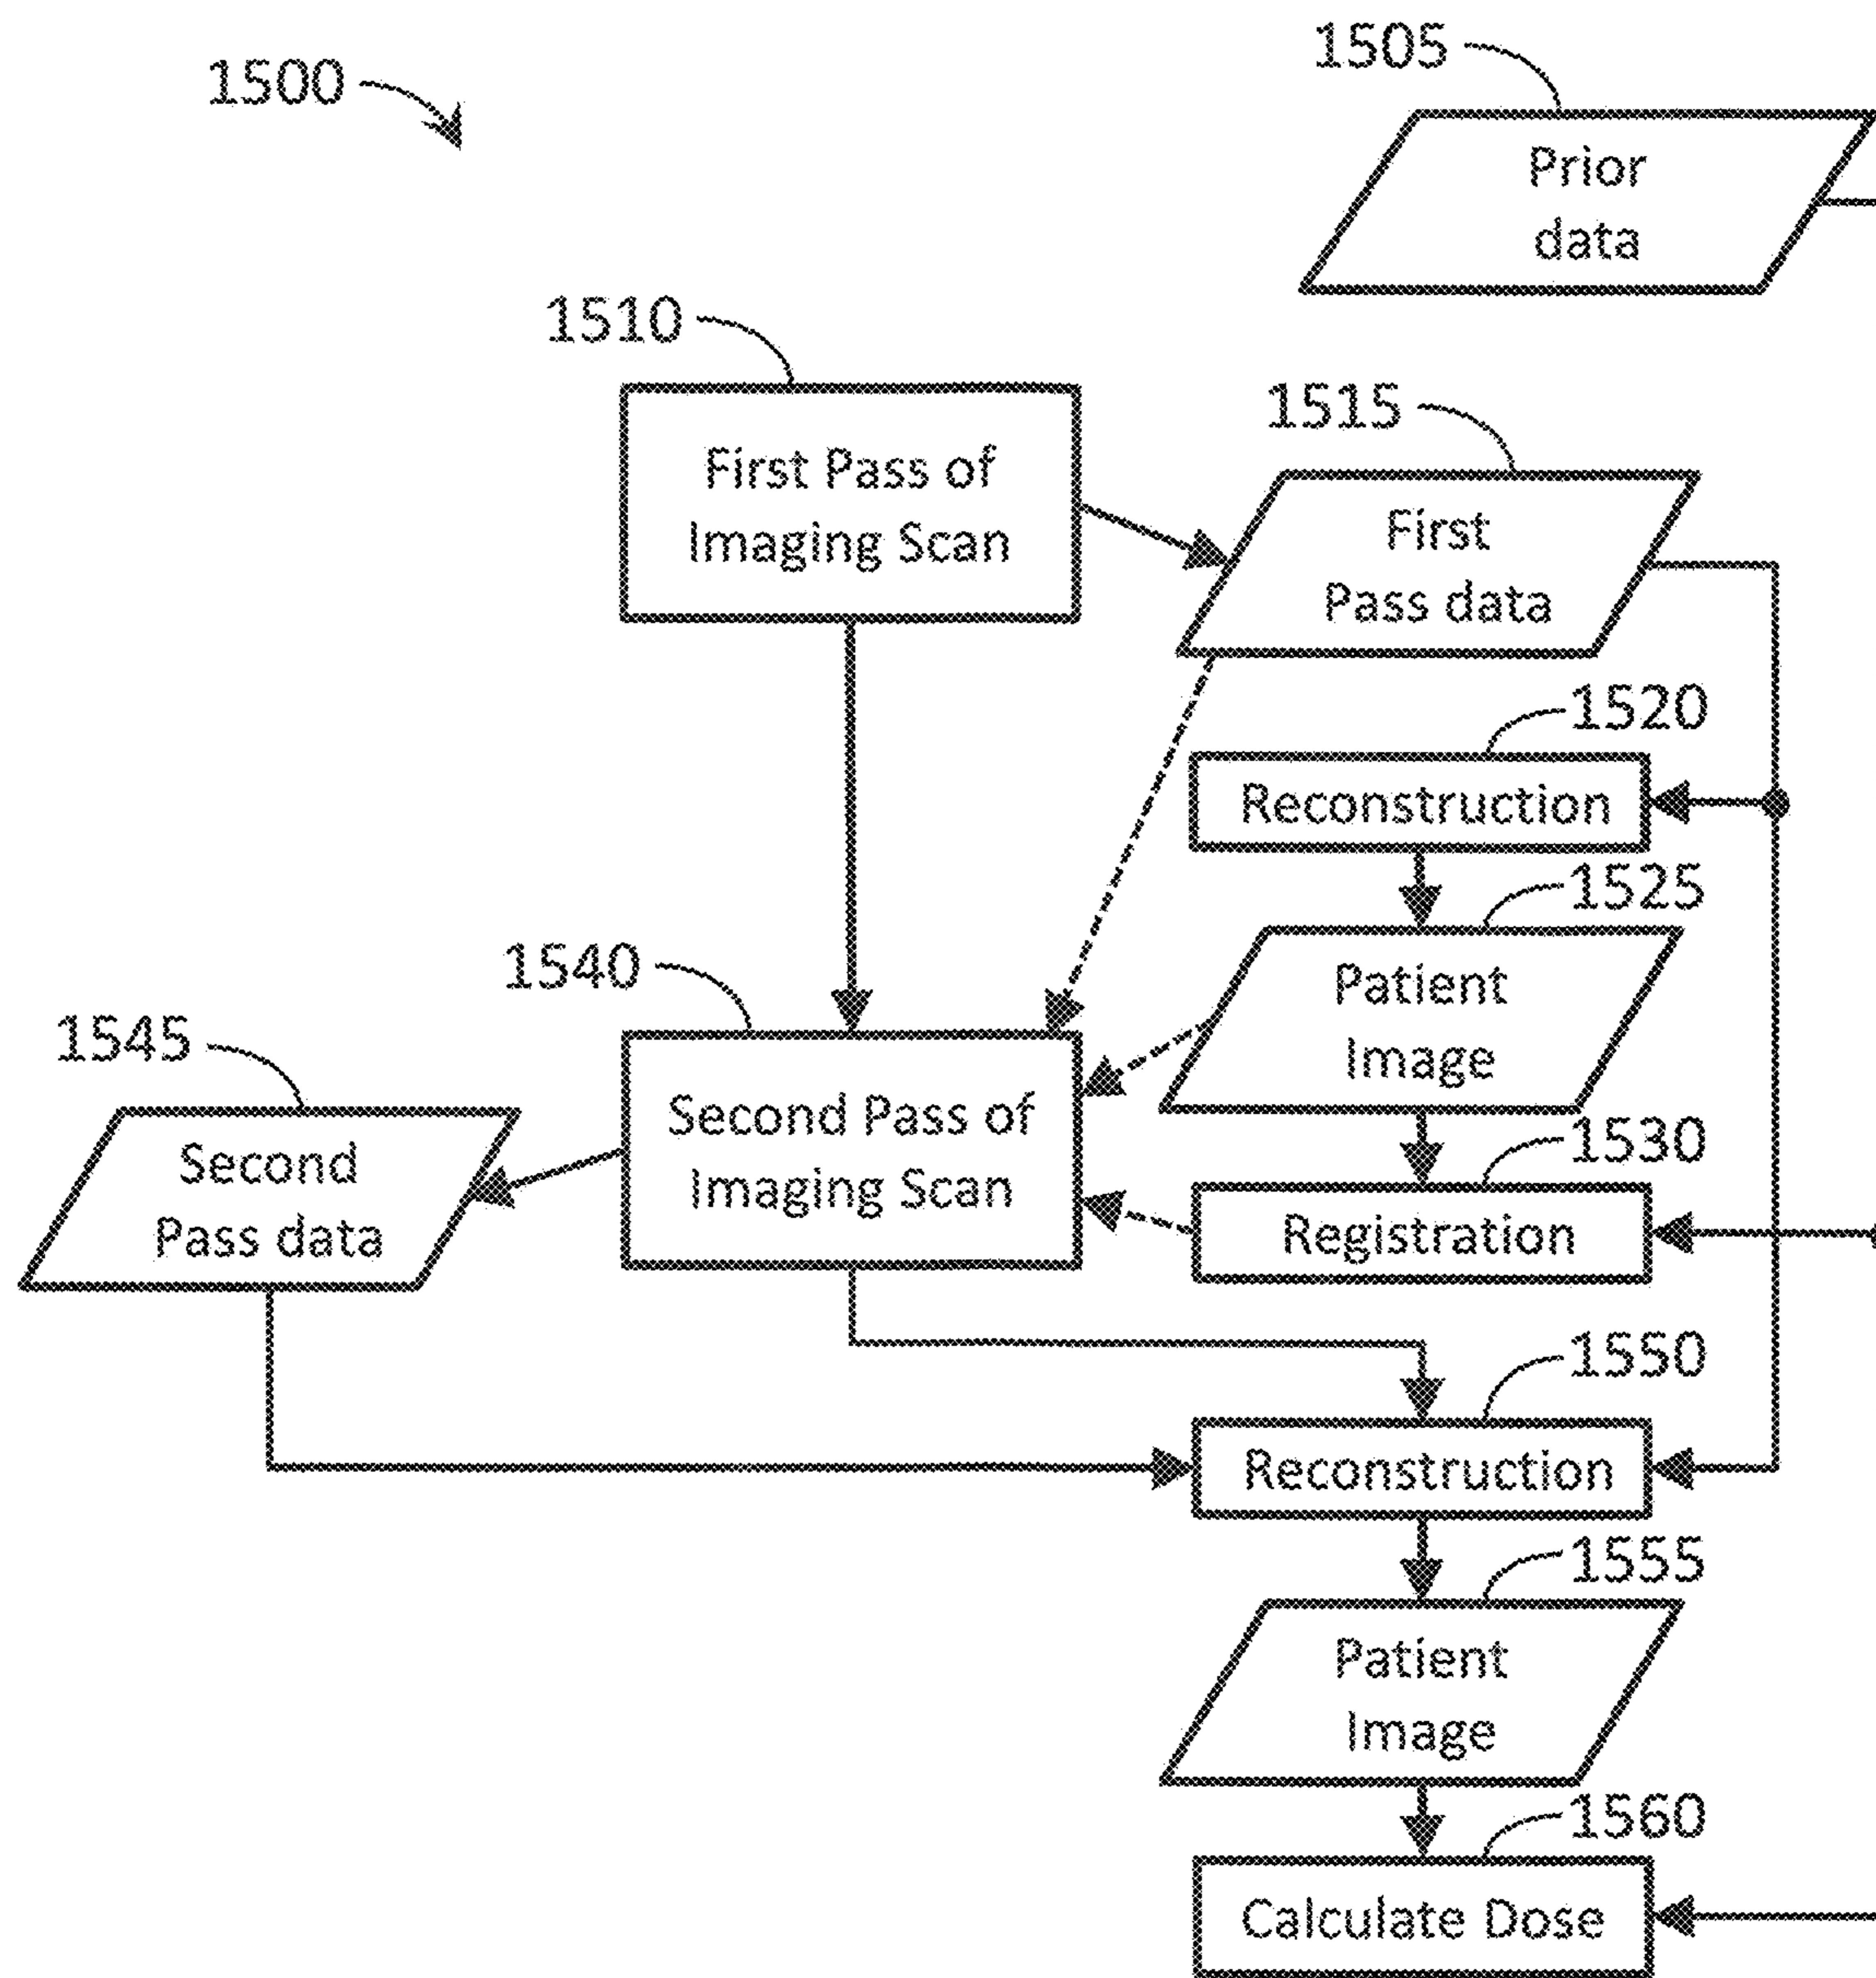 1500
1505
Prior
data
1510
First Pass of
Imaging Scan
1515
First
Pass data
1520
Reconstruction
1525
Patient
Image
1540
Second Pass of
Imaging Scan
1545
Second
Pass data
1530
Registration
1550
Reconstruction
1555
Patient
Image
1560
Calculate Dose